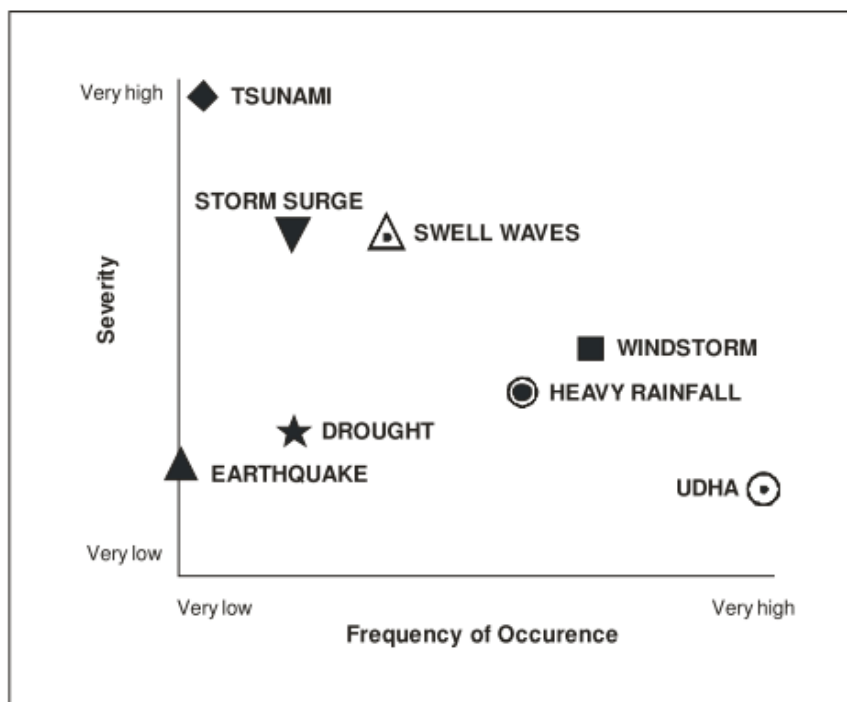 Very high
TSUNAMI
STORM SURGE
SWELL WAVES
Severity
WINDSTORM
HEAVY RAINFALL
DROUGHT
EARTHQUAKE
UDHA
Very low
Very low
Very high
Frequency of Occurence